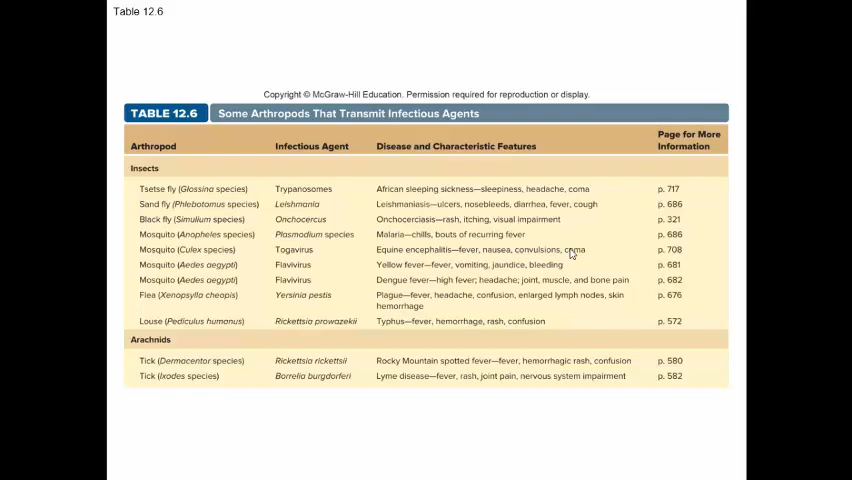 Table 12.6
Copyright © McGraw-Hill Education. Permission required for reproduction or display.
TABLE 12.6 Some Arthropods That Transmit Infectious Agents
Arthropod Infectious Agent Disease and Characteristic Features Page for More Information
Insects
Tsetse fly (Glossina species) Trypanosomes African sleeping sickness—sleepiness, headache, coma p. 717
Sand fly (Phlebotomus species) Leishmania Leishmaniasis—ulcers, nosebleeds, diarrhea, fever, cough p. 686
Black fly (Simulium species) Onchocercus Onchocerciasis—rash, itching, visual impairment p. 321
Mosquito (Anopheles species) Plasmodium species Malaria—chills, bouts of recurring fever p. 686
Mosquito (Culex species) Togavirus Equine encephalitis—fever, nausea, convulsions, coma p. 708
Mosquito (Aedes aegypti) Flavivirus Yellow fever—fever, vomiting, jaundice, bleeding p. 681
Mosquito (Aedes aegypti) Flavivirus Dengue fever—high fever; headache; joint, muscle, and bone pain p. 682
Flea (Xenopsylla cheopis) Yersinia pestis Plague—fever, headache, confusion, enlarged lymph nodes, skin p. 676
hemorrhage
Louse (Pediculus humanus) Rickettsia prowazekii Typhus—fever, hemorrhage, rash, confusion p. 572
Arachnids
Tick (Dermacentor species) Rickettsia rickettsii Rocky Mountain spotted fever—fever, hemorrhagic rash, confusion p. 580
Tick (Ixodes species) Borrelia burgdorferi Lyme disease—fever, rash, joint pain, nervous system impairment p. 582